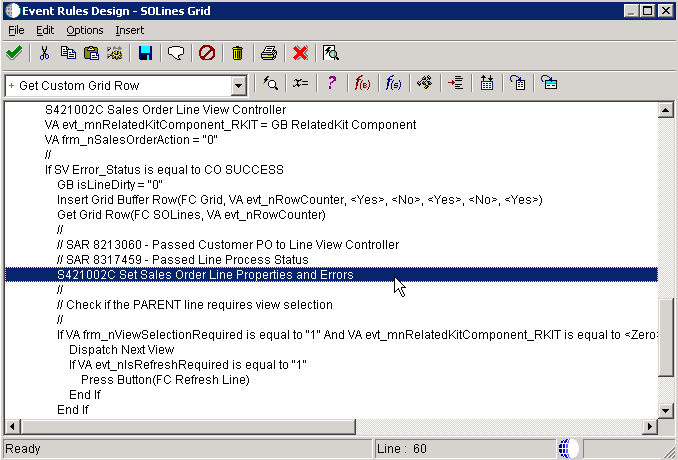 Event Rules Design - SOLines Grid
File Edit Options Insert
Get Custom Grid Row
x=
?
f(B)
f(S)
S421002C Sales Order Line View Controller
VA evt_mnRelatedKitComponent_RKIT = GB RelatedKit Component
VA frm_nSalesOrderAction = "0"
//
If SV Error_Status is equal to CO SUCCESS
GB isLineDirty = "0"
Insert Grid Buffer Row(FC Grid, VA evt_nRowCounter, <Yes>, <No>, <Yes>, <No>, <Yes>)
Get Grid Row(FC SOLines, VA evt_nRowCounter)
//
// SAR 8213060 - Passed Customer PO to Line View Controller
// SAR 8317459 - Passed Line Process Status
S421002C Set Sales Order Line Properties and Errors
//
// Check if the PARENT line requires view selection
//
If VA frm_nViewSelectionRequired is equal to "1" And VA evt_mnRelatedKitComponent_RKIT is equal to <Zero>
Dispatch Next View
If VA evt_nIsRefreshRequired is equal to "1"
Press Button(FC Refresh Line)
End If
End If
Ready
Line : 60